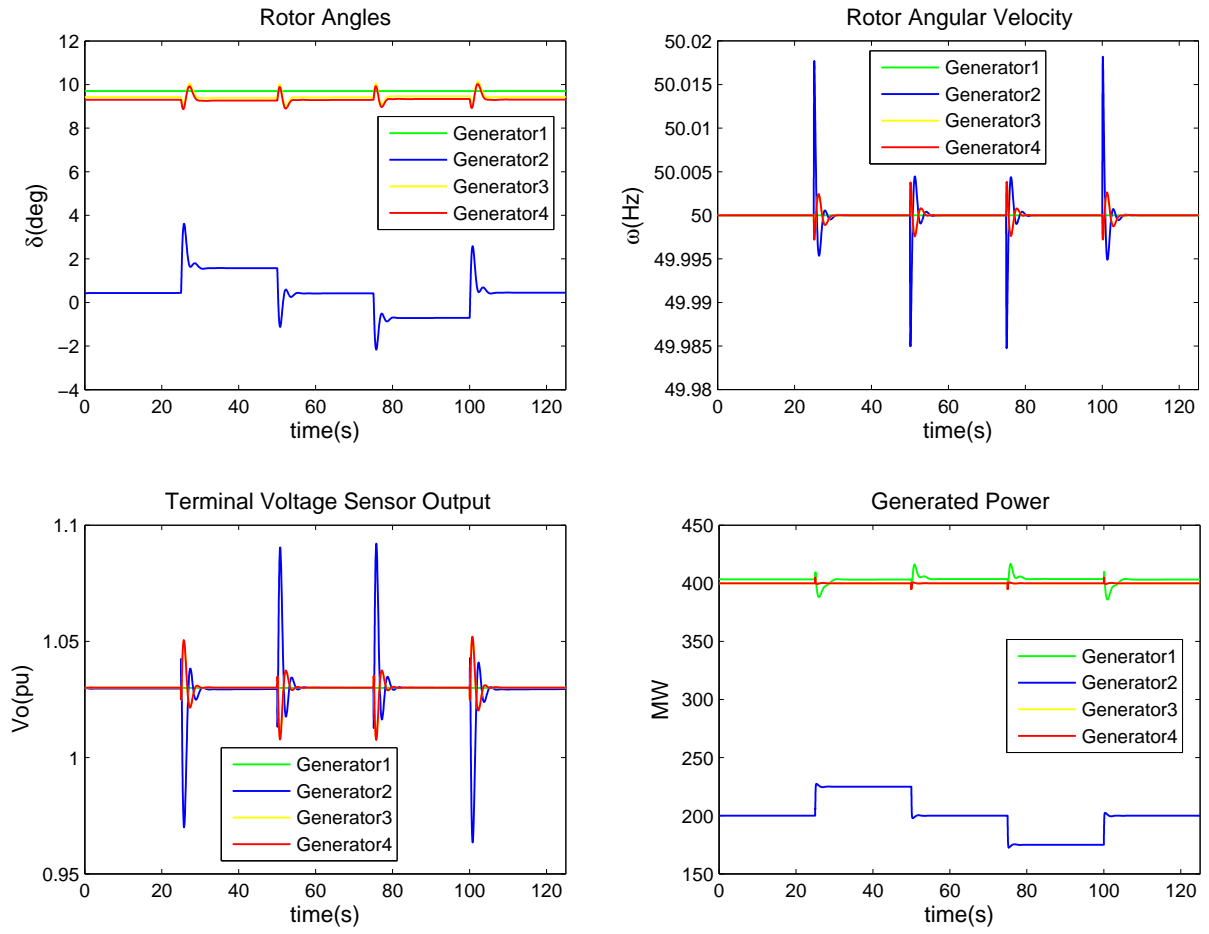 Rotor Angles
12
10
8
6
4
2
0
−2
−4
δ(deg)
Generator1
Generator2
Generator3
Generator4
0 20 40 60 80 100 120
time(s)
Rotor Angular Velocity
50.02
50.015
50.01
50.005
50
49.995
49.99
49.985
49.98
ω(Hz)
Generator1
Generator2
Generator3
Generator4
0 20 40 60 80 100 120
time(s)
Terminal Voltage Sensor Output
1.1
1.05
1
0.95
Vo(pu)
Generator1
Generator2
Generator3
Generator4
0 20 40 60 80 100 120
time(s)
Generated Power
450
400
350
300
250
200
150
MW
Generator1
Generator2
Generator3
Generator4
0 20 40 60 80 100 120
time(s)